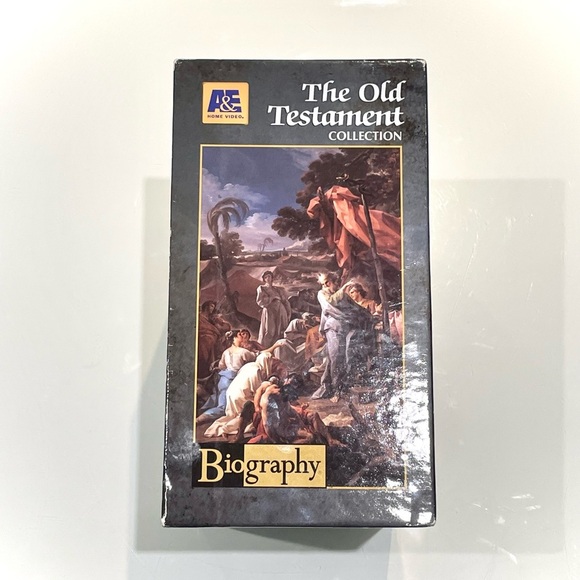 A&E
HOME VIDEO®
The Old
Testament
COLLECTION
Biography